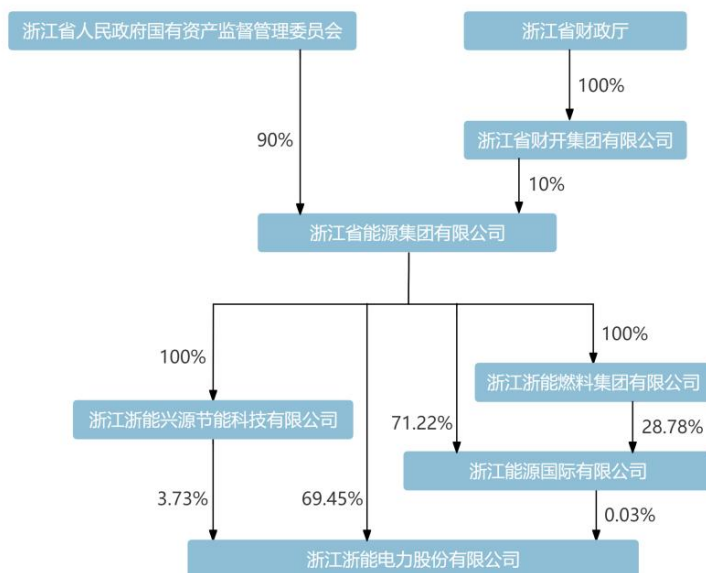 浙江省人民政府国有资产监督管理委员会
浙江省财政厅
100%
浙江省财开集团有限公司
90%
10%
浙江省能源集团有限公司
100%
100%
浙江浙能燃料集团有限公司
浙江浙能兴源节能科技有限公司
71.22%
28.78%
浙江能源国际有限公司
3.73%
69.45%
0.03%
浙江浙能电力股份有限公司